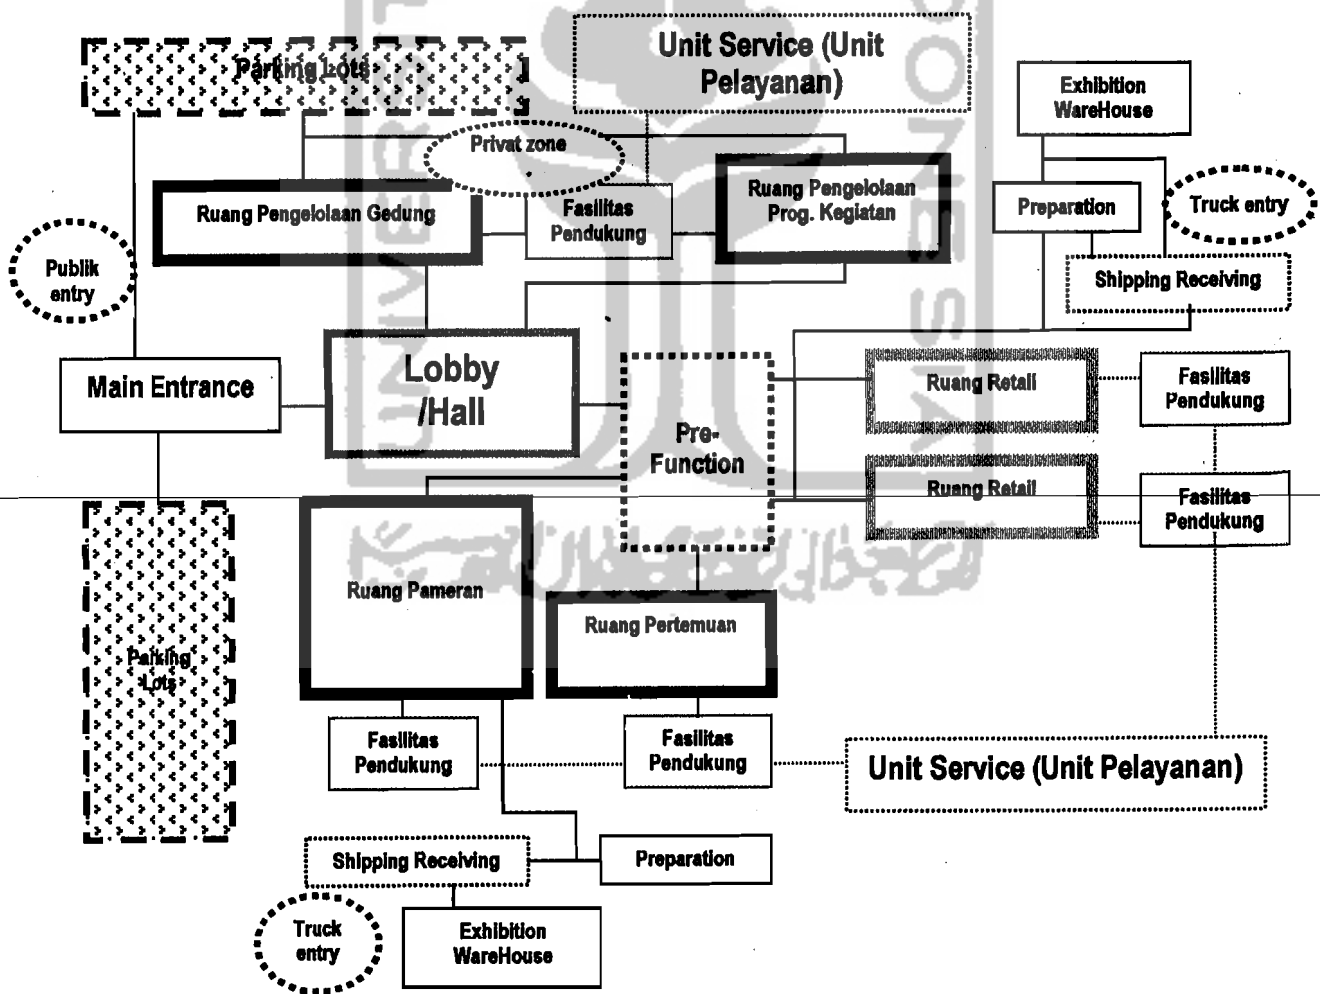 Unit Service (Unit
Pelayanan)
Parking Lots
Exhibition
WareHouse
Privat zone
Ruang Pengelolaan Gedung
Fasilitas
Pendukung
Ruang Pengelolaan
Prog. Kegiatan
Preparation
Truck entry
Publik
entry
Shipping Receiving
Main Entrance
Lobby
/Hall
Pre-
Function
Ruang Retail
Fasilitas
Pendukung
Ruang Retail
Fasilitas
Pendukung
Ruang Pameran
Ruang Pertemuan
Parking
Lots
Fasilitas
Pendukung
Fasilitas
Pendukung
Unit Service (Unit Pelayanan)
Shipping Receiving
Preparation
Truck
entry
Exhibition
WareHouse